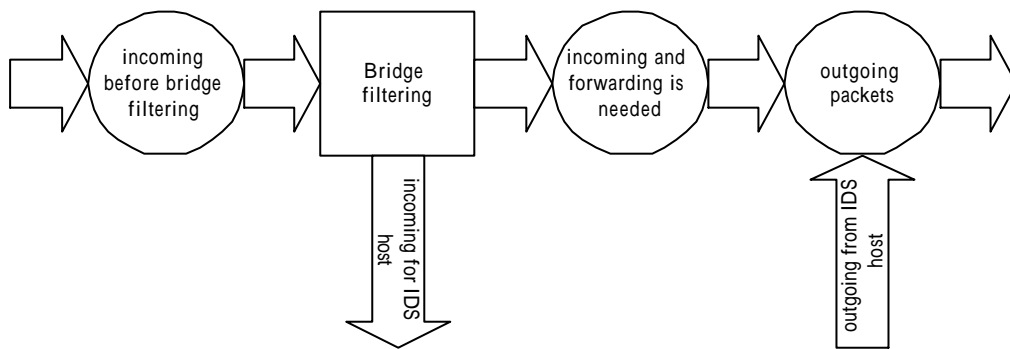 incoming
before bridge
filtering
Bridge
filtering
incoming and
forwarding is
needed
outgoing
packets
incoming for IDS
host
outgoing from IDS
host